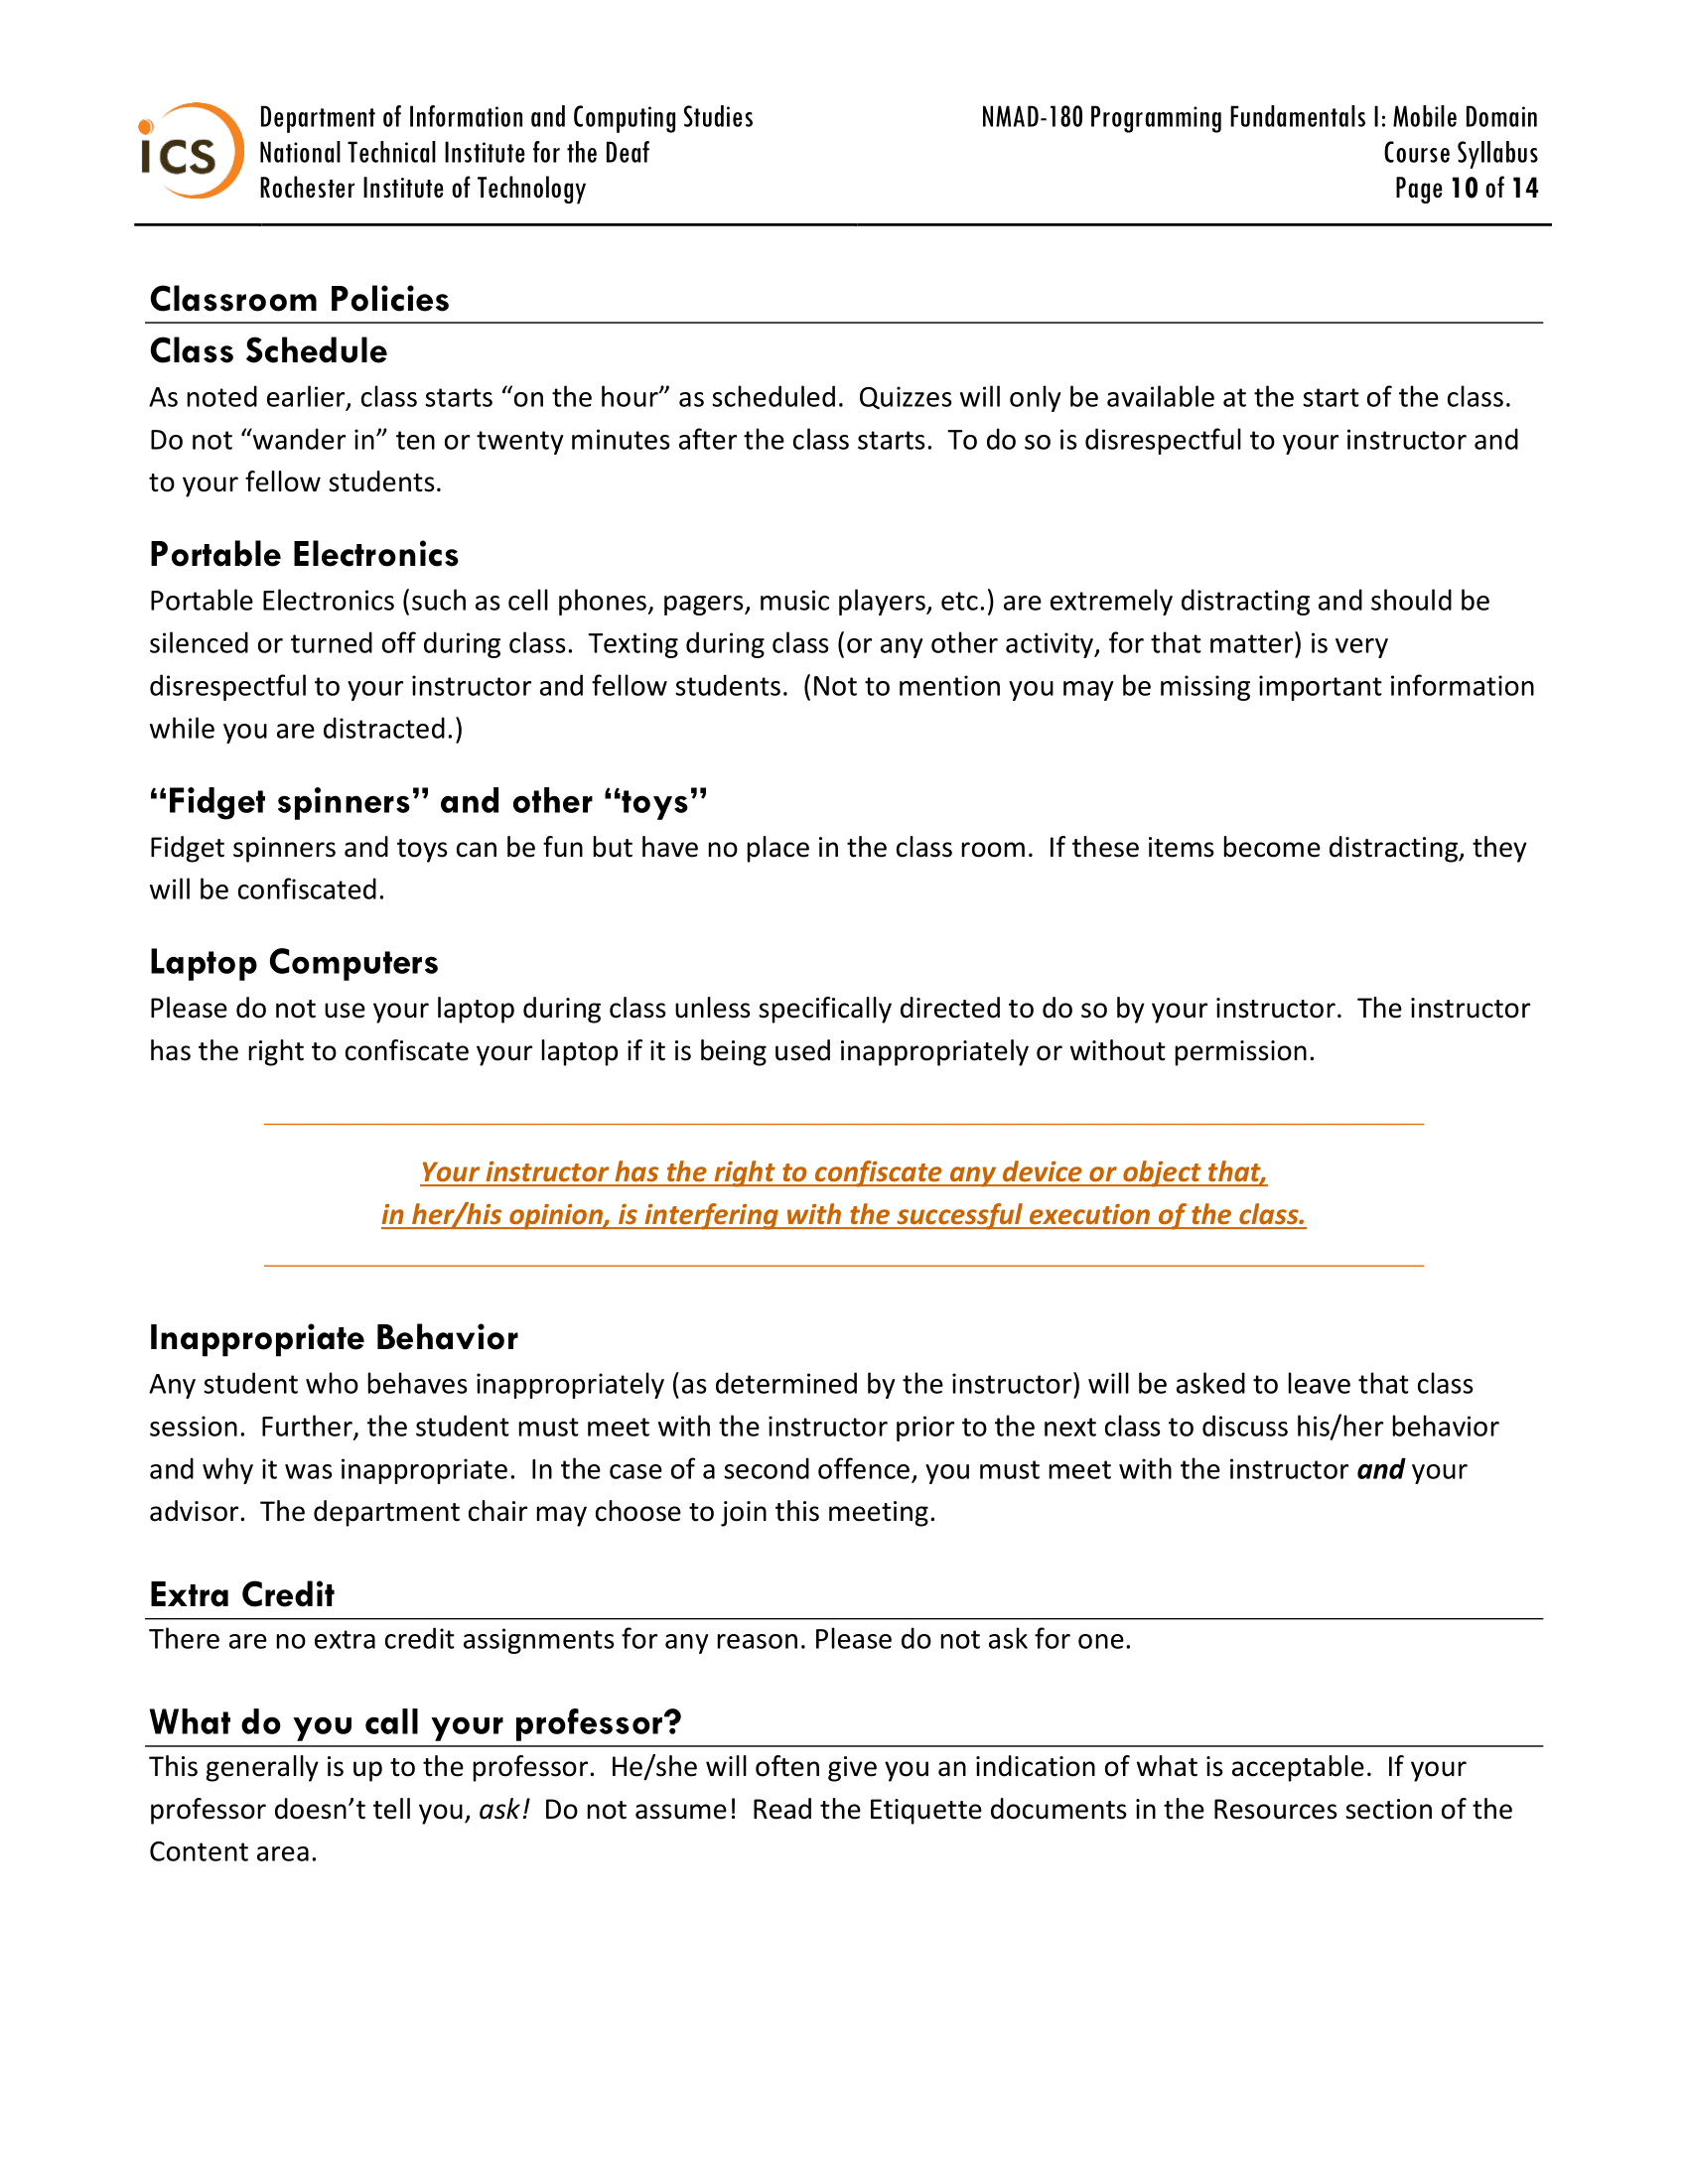 ics
Department of Information and Computing Studies
National Technical Institute for the Deaf
Rochester Institute of Technology
NMAD-180 Programming Fundamentals I: Mobile Domain
Course Syllabus
Page 10 of 14
Classroom Policies
Class Schedule
As noted earlier, class starts “on the hour” as scheduled.  Quizzes will only be available at the start of the class.
Do not “wander in” ten or twenty minutes after the class starts.  To do so is disrespectful to your instructor and
to your fellow students.
Portable Electronics
Portable Electronics (such as cell phones, pagers, music players, etc.) are extremely distracting and should be
silenced or turned off during class.  Texting during class (or any other activity, for that matter) is very
disrespectful to your instructor and fellow students.  (Not to mention you may be missing important information
while you are distracted.)
“Fidget spinners” and other “toys”
Fidget spinners and toys can be fun but have no place in the class room.  If these items become distracting, they
will be confiscated.
Laptop Computers
Please do not use your laptop during class unless specifically directed to do so by your instructor.  The instructor
has the right to confiscate your laptop if it is being used inappropriately or without permission.
Your instructor has the right to confiscate any device or object that,
in her/his opinion, is interfering with the successful execution of the class.
Inappropriate Behavior
Any student who behaves inappropriately (as determined by the instructor) will be asked to leave that class
session.  Further, the student must meet with the instructor prior to the next class to discuss his/her behavior
and why it was inappropriate.  In the case of a second offence, you must meet with the instructor and your
advisor.  The department chair may choose to join this meeting.
Extra Credit
There are no extra credit assignments for any reason. Please do not ask for one.
What do you call your professor?
This generally is up to the professor.  He/she will often give you an indication of what is acceptable.  If your
professor doesn’t tell you, ask!  Do not assume!  Read the Etiquette documents in the Resources section of the
Content area.